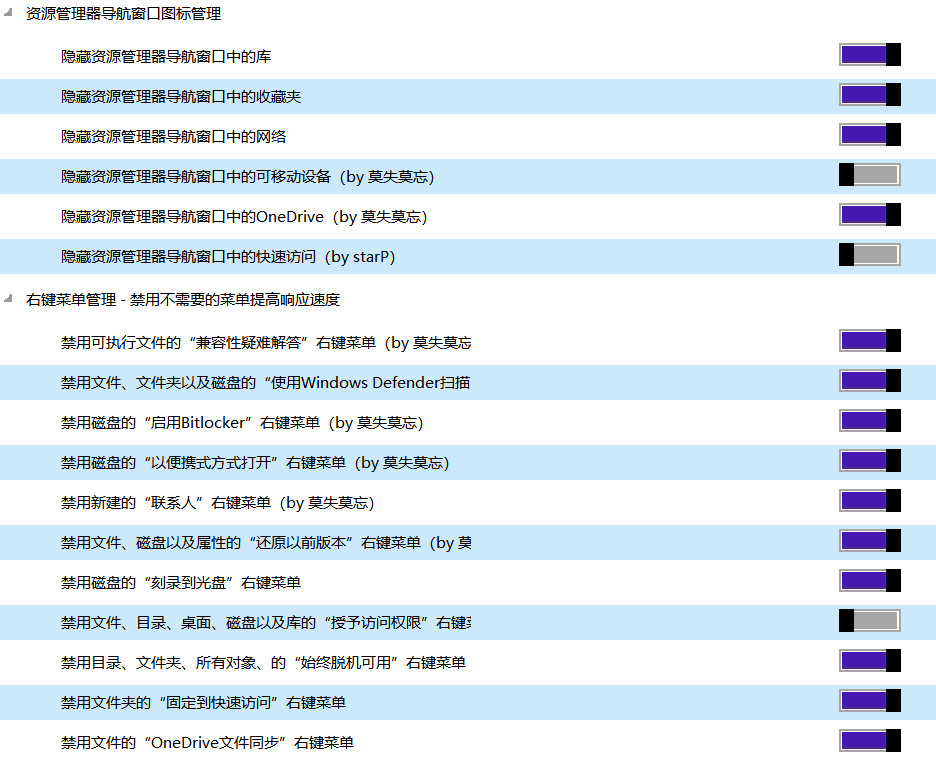 资源管理器导航窗口图标管理
隐藏资源管理器导航窗口中的库
隐藏资源管理器导航窗口中的收藏夹
隐藏资源管理器导航窗口中的网络
隐藏资源管理器导航窗口中的可移动设备（by 莫失莫忘）
隐藏资源管理器导航窗口中的OneDrive（by 莫失莫忘）
隐藏资源管理器导航窗口中的快速访问（by starP）
右键菜单管理 - 禁用不需要的菜单提高响应速度
禁用可执行文件的“兼容性疑难解答”右键菜单（by 莫失莫忘
禁用文件、文件夹以及磁盘的“使用Windows Defender扫描
禁用磁盘的“启用Bitlocker”右键菜单（by 莫失莫忘）
禁用磁盘的“以便携式方式打开”右键菜单（by 莫失莫忘）
禁用新建的“联系人”右键菜单（by 莫失莫忘）
禁用文件、磁盘以及属性的“还原以前版本”右键菜单（by 莫
禁用磁盘的“刻录到光盘”右键菜单
禁用文件、目录、桌面、磁盘以及库的“授予访问权限”右键
禁用目录、文件夹、所有对象、的“始终脱机可用”右键菜单
禁用文件夹的“固定到快速访问”右键菜单
禁用文件的“OneDrive文件同步”右键菜单